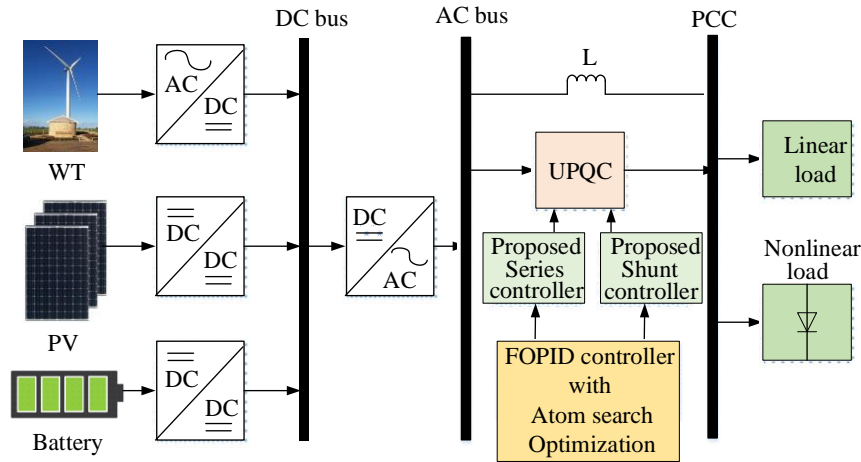 DC bus
AC bus
PCC
WT
AC
DC
L
UPQC
Linear
load
PV
DC
DC
DC
AC
Proposed
Series
controller
Proposed
Shunt
controller
Nonlinear
load
Battery
DC
DC
FOPID controller
with
Atom search
Optimization